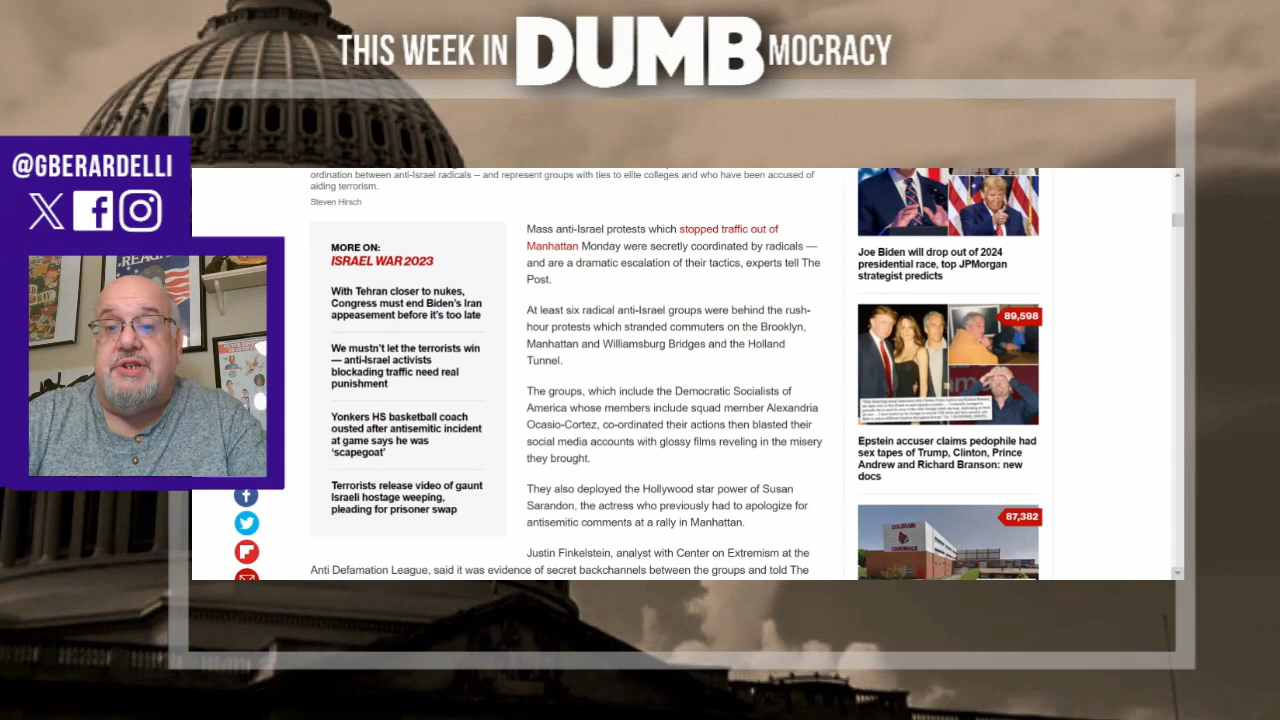 THIS WEEK IN DUMBMOCRACY
@GBERARDELLI
ordination between anti-Israel radicals – and represent groups with ties to elite colleges and who have been accused of
aiding terrorism.
Steven Hirsch
MORE ON:
ISRAEL WAR 2023
With Tehran closer to nukes,
Congress must end Biden's Iran
appeasement before it's too late
We mustn't let the terrorists win
— anti-Israel activists
blockading traffic need real
punishment
Yonkers HS basketball coach
ousted after antisemitic incident
at game says he was
'scapegoat'
Terrorists release video of gaunt
Israeli hostage weeping,
pleading for prisoner swap
Mass anti-Israel protests which stopped traffic out of
Manhattan Monday were secretly coordinated by radicals —
and are a dramatic escalation of their tactics, experts tell The
Post.
At least six radical anti-Israel groups were behind the rush-
hour protests which stranded commuters on the Brooklyn,
Manhattan and Williamsburg Bridges and the Holland
Tunnel.
The groups, which include the Democratic Socialists of
America whose members include squad member Alexandria
Ocasio-Cortez, co-ordinated their actions then blasted their
social media accounts with glossy films reveling in the misery
they brought.
They also deployed the Hollywood star power of Susan
Sarandon, the actress who previously had to apologize for
antisemitic comments at a rally in Manhattan.
Justin Finkelstein, analyst with Center on Extremism at the
Anti Defamation League, said it was evidence of secret backchannels between the groups and told The
Joe Biden will drop out of 2024
presidential race, top JPMorgan
strategist predicts
89,598
Epstein accuser claims pedophile had
sex tapes of Trump, Clinton, Prince
Andrew and Richard Branson: new
docs
87,382